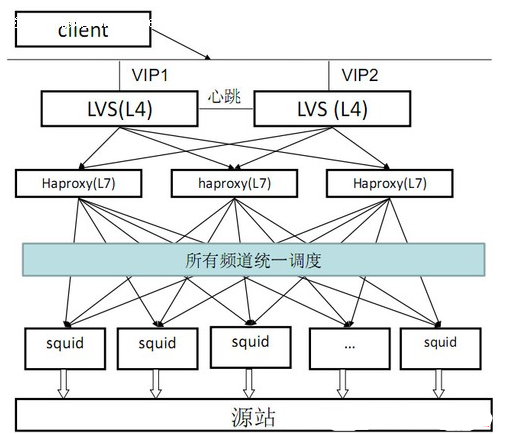 client
VIP1
VIP2
LVS(L4)
心跳
LVS (L4)
Haproxy(L7)
haproxy(L7)
Haproxy(L7)
所有频道统一调度
squid
squid
squid
...
squid
源站